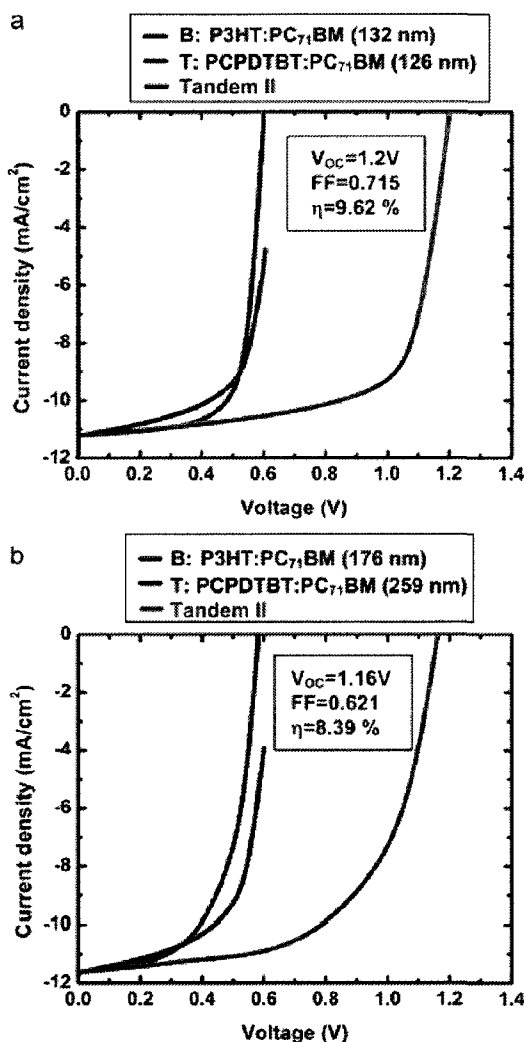 a
B: P3HT:PC₇₁BM (132 nm)
T: PCPDTBT:PC₇₁BM (126 nm)
Tandem II
0
-2
-4
-6
-8
-10
-12
Current density (mA/cm²)
V_OC=1.2V
FF=0.715
η=9.62 %
0.0 0.2 0.4 0.6 0.8 1.0 1.2 1.4
Voltage (V)
b
B: P3HT:PC₇₁BM (176 nm)
T: PCPDTBT:PC₇₁BM (259 nm)
Tandem II
0
-2
-4
-6
-8
-10
-12
Current density (mA/cm²)
V_OC=1.16V
FF=0.621
η=8.39 %
0.0 0.2 0.4 0.6 0.8 1.0 1.2 1.4
Voltage (V)